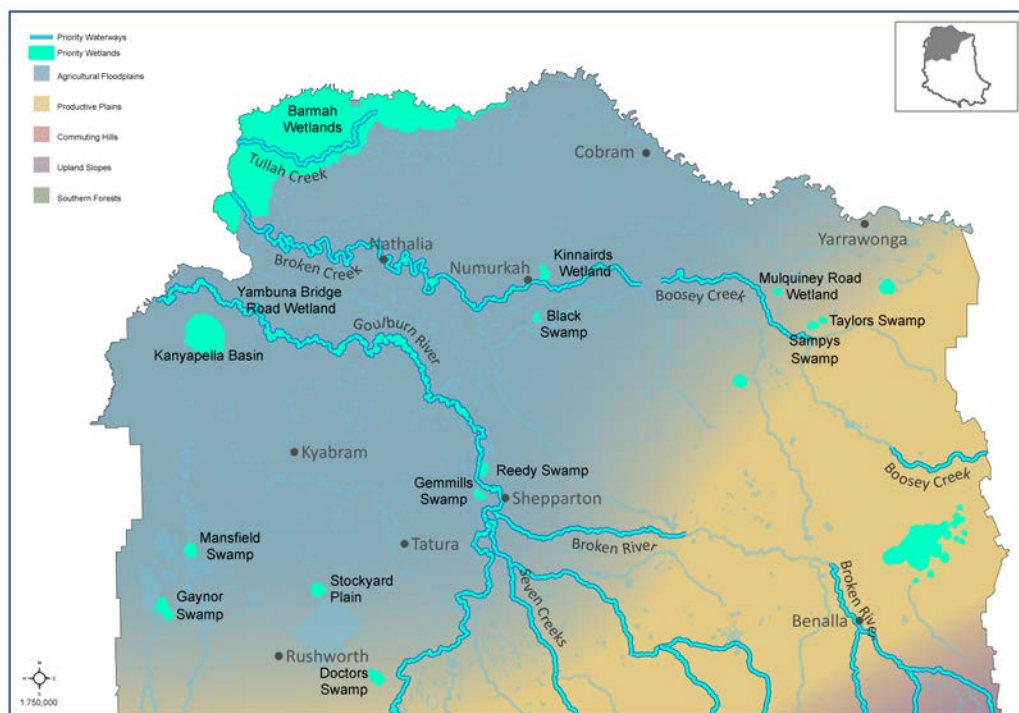 Priority Waterways
Priority Wetlands
Agricultural Floodplains
Productive Plains
Commuting Hills
Upland Slopes
Southern Forests
Barmah
Wetlands
Tullah Creek
Cobram
Yarrawonga
Nathalia
Broken Creek
Numurkah
Kinnairds
Wetland
Boosey Creek
Mulquiney Road
Wetland
Yambuna Bridge
Road Wetland
Black
Swamp
Taylors Swamp
Sampys
Swamp
Goulburn River
Kanyapella Basin
Kyabram
Reedy Swamp
Gemmills
Swamp
Shepparton
Boosey Creek
Mansfield
Swamp
Tatura
Broken River
Seven Creeks
Stockyard
Plain
Gaynor
Swamp
Broken River
Benalla
Rushworth
Doctors
Swamp
1:750,000